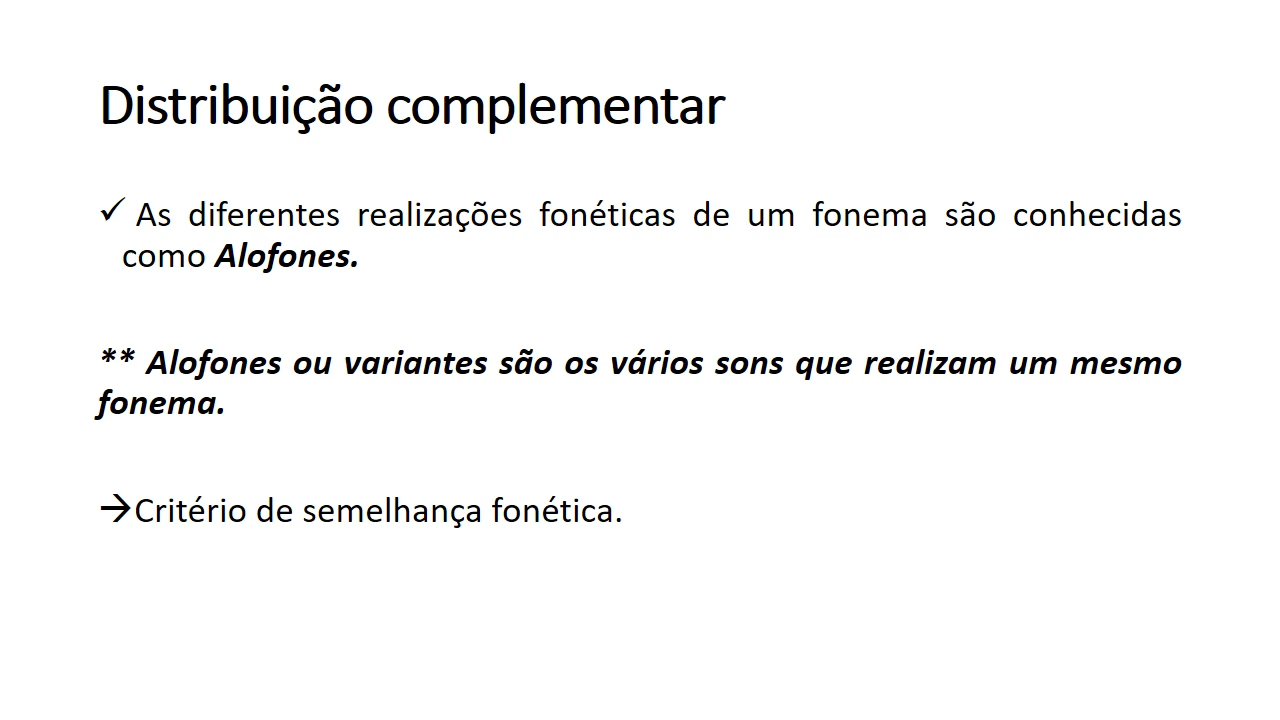 Distribuição complementar
✓ As diferentes realizações fonéticas de um fonema são conhecidas
como Alofones.
** Alofones ou variantes são os vários sons que realizam um mesmo
fonema.
→Critério de semelhança fonética.